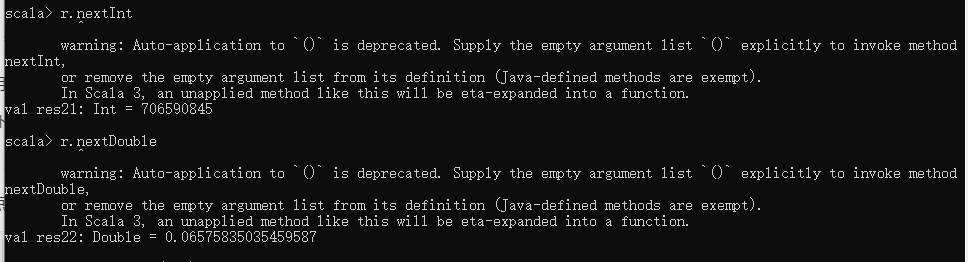 scala> r.nextInt
^
warning: Auto-application to `()` is deprecated. Supply the empty argument list `()` explicitly to invoke method
nextInt,
or remove the empty argument list from its definition (Java-defined methods are exempt).
In Scala 3, an unapplied method like this will be eta-expanded into a function.
val res21: Int = 706590845
scala> r.nextDouble
^
warning: Auto-application to `()` is deprecated. Supply the empty argument list `()` explicitly to invoke method
nextDouble,
or remove the empty argument list from its definition (Java-defined methods are exempt).
In Scala 3, an unapplied method like this will be eta-expanded into a function.
val res22: Double = 0.06575835035459587